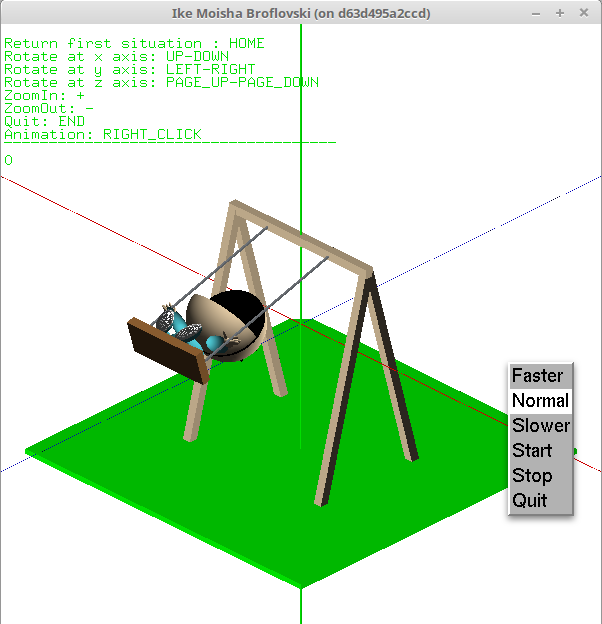 Ike Moisha Broflovski (on d63d495a2ccd)
Return first situation : HOME
Rotate at x axis: UP-DOWN
Rotate at y axis: LEFT-RIGHT
Rotate at z axis: PAGE_UP-PAGE_DOWN
ZoomIn: +
ZoomOut: -
Quit: END
Animation: RIGHT_CLICK
------------------------------------
0
Faster
Normal
Slower
Start
Stop
Quit